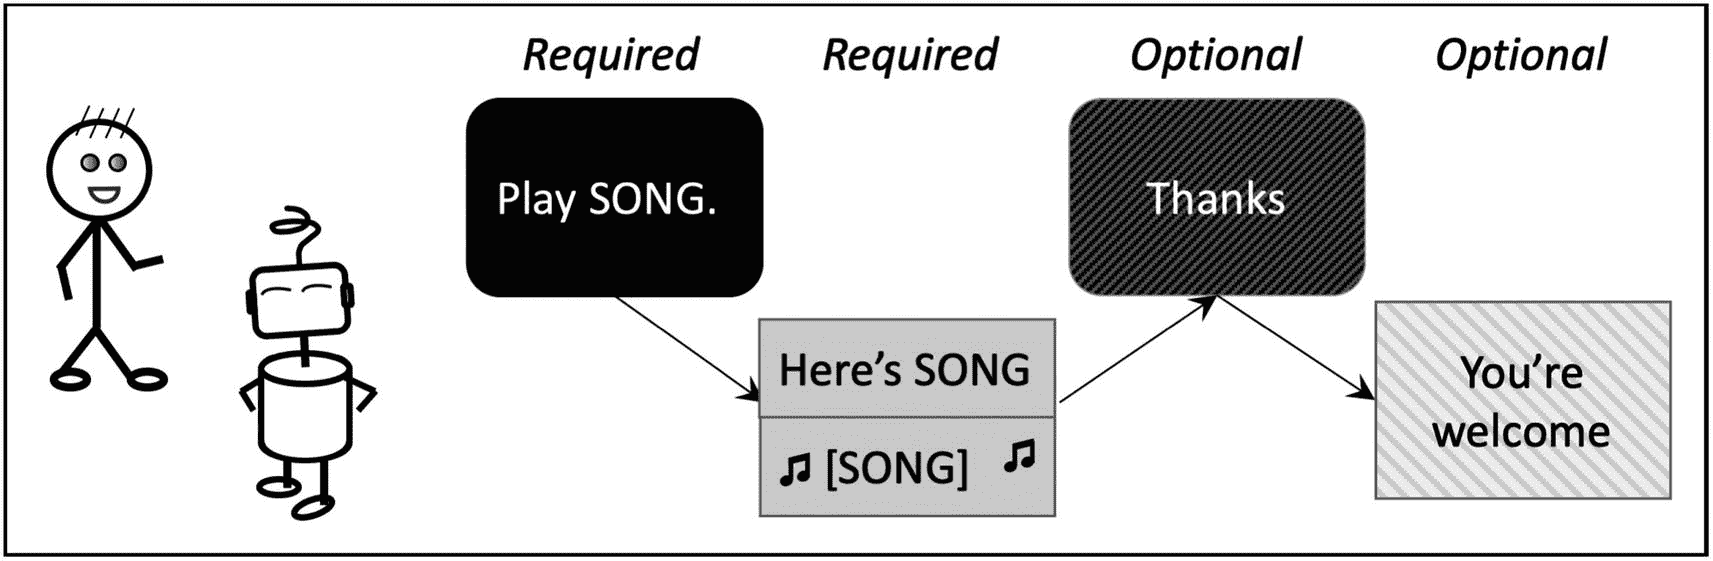 Required Required Optional Optional
Play SONG.
Thanks
Here's SONG
♫ [SONG] ♫
You're
welcome